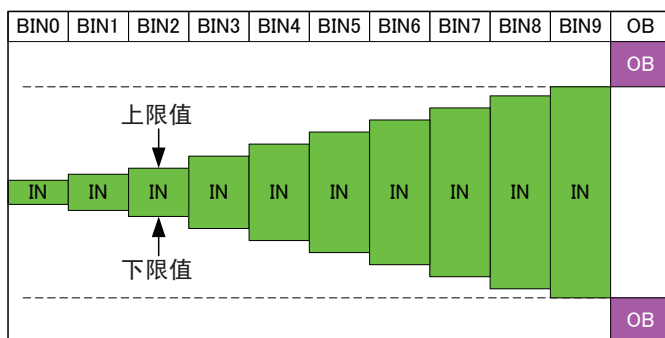 BIN0 BIN1 BIN2 BIN3 BIN4 BIN5 BIN6 BIN7 BIN8 BIN9 OB
OB
上限值
IN IN IN IN IN IN IN IN IN IN
下限值
OB